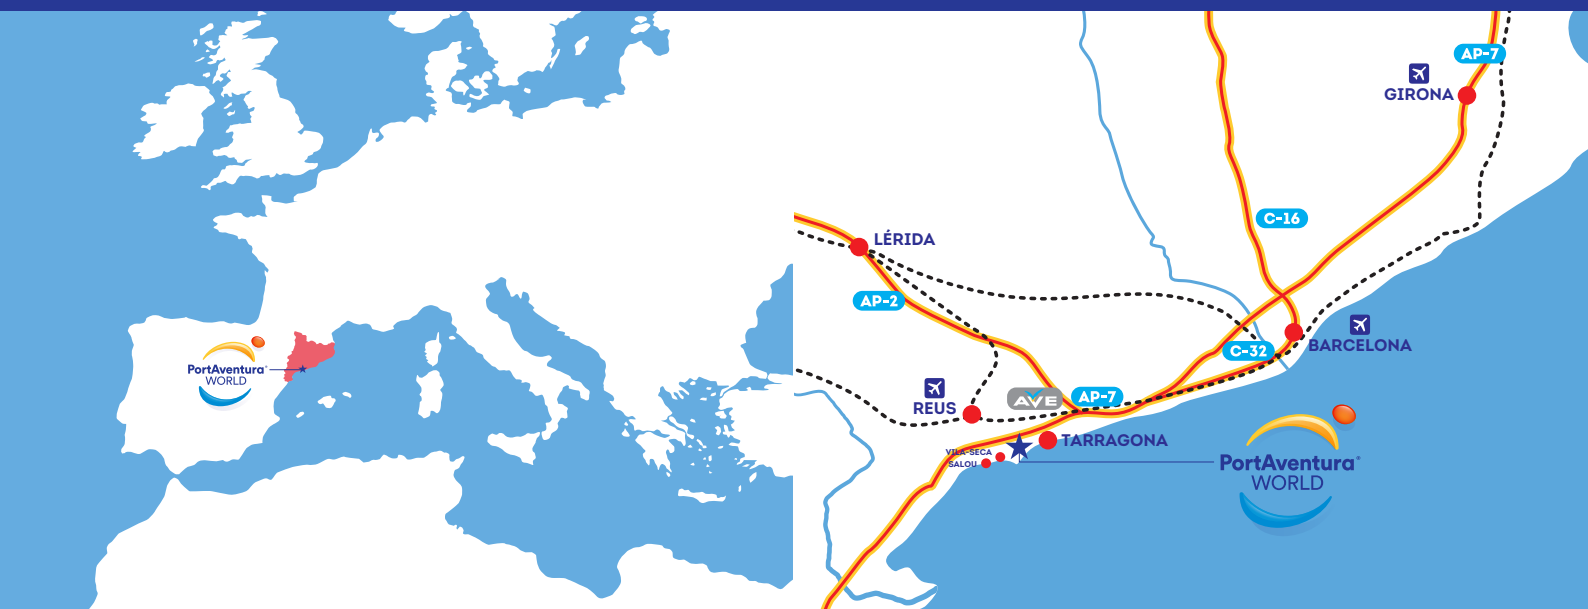 PortAventura®
WORLD
AP-7
GIRONA
C-16
LÉRIDA
AP-2
C-32
BARCELONA
REUS
AVE
AP-7
TARRAGONA
VILA-SECA
SALOU
PortAventura®
WORLD